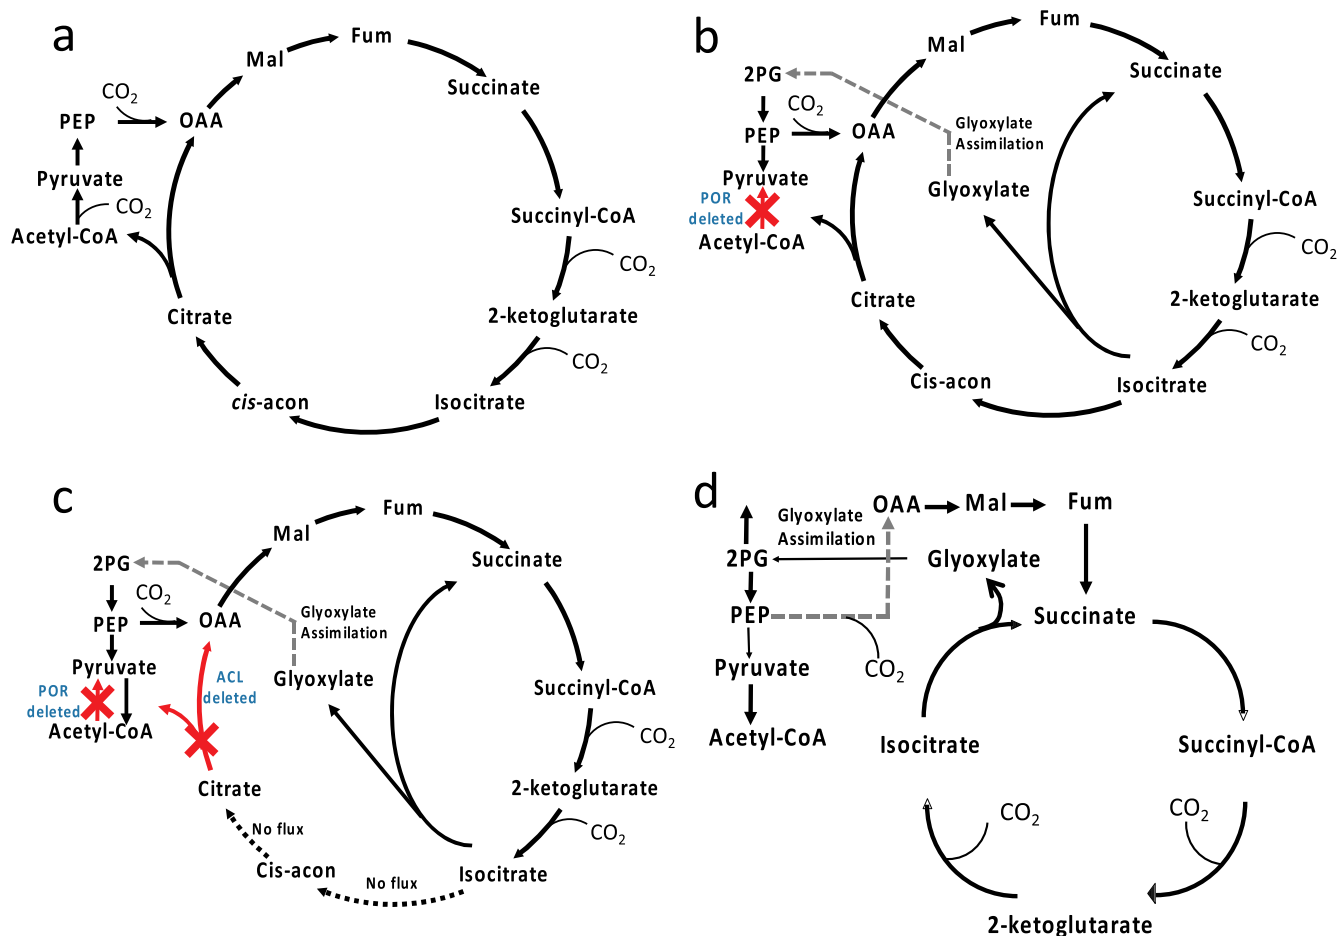 a
Fum
Mal
Succinate
CO2
PEP
OAA
Pyruvate
CO2
Acetyl-CoA
Succinyl-CoA
CO2
Citrate
2-ketoglutarate
CO2
cis-acon
Isocitrate
b
Fum
Mal
2PG
Succinate
CO2
PEP
OAA
Glyoxylate
Assimilation
Pyruvate
Glyoxylate
POR
deleted
Acetyl-CoA
Succinyl-CoA
CO2
Citrate
2-ketoglutarate
CO2
Cis-acon
Isocitrate
c
Fum
Mal
2PG
Succinate
CO2
PEP
OAA
Glyoxylate
Assimilation
Pyruvate
Glyoxylate
POR
deleted
ACL
deleted
Acetyl-CoA
Succinyl-CoA
CO2
Citrate
2-ketoglutarate
No flux
CO2
Cis-acon
No flux
Isocitrate
d
OAA
Mal
Fum
Glyoxylate
Assimilation
2PG
Glyoxylate
PEP
Succinate
CO2
Pyruvate
Acetyl-CoA
Isocitrate
Succinyl-CoA
CO2
CO2
2-ketoglutarate